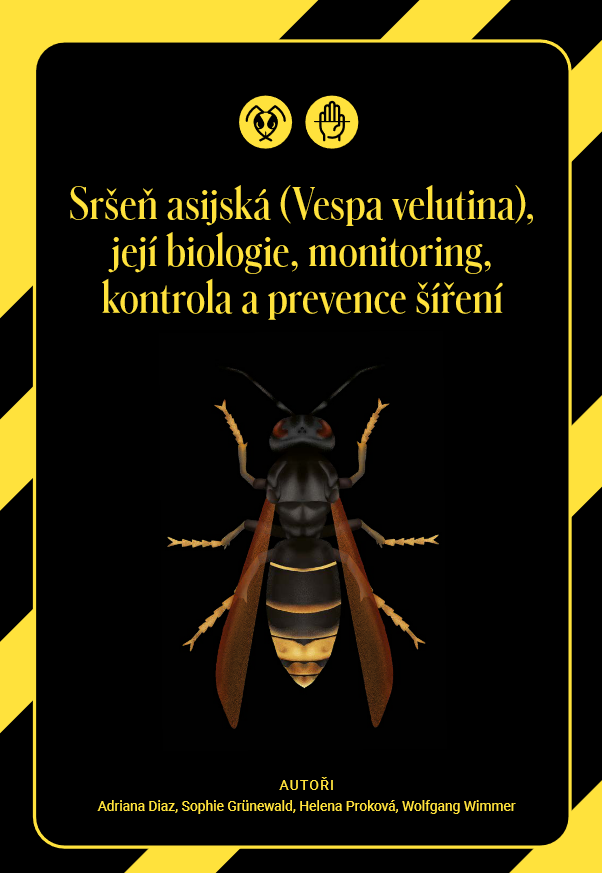 Sršeň asijská (Vespa velutina),
její biologie, monitoring,
kontrola a prevence šíření
AUTOŘI
Adriana Diaz, Sophie Grünewald, Helena Proková, Wolfgang Wimmer